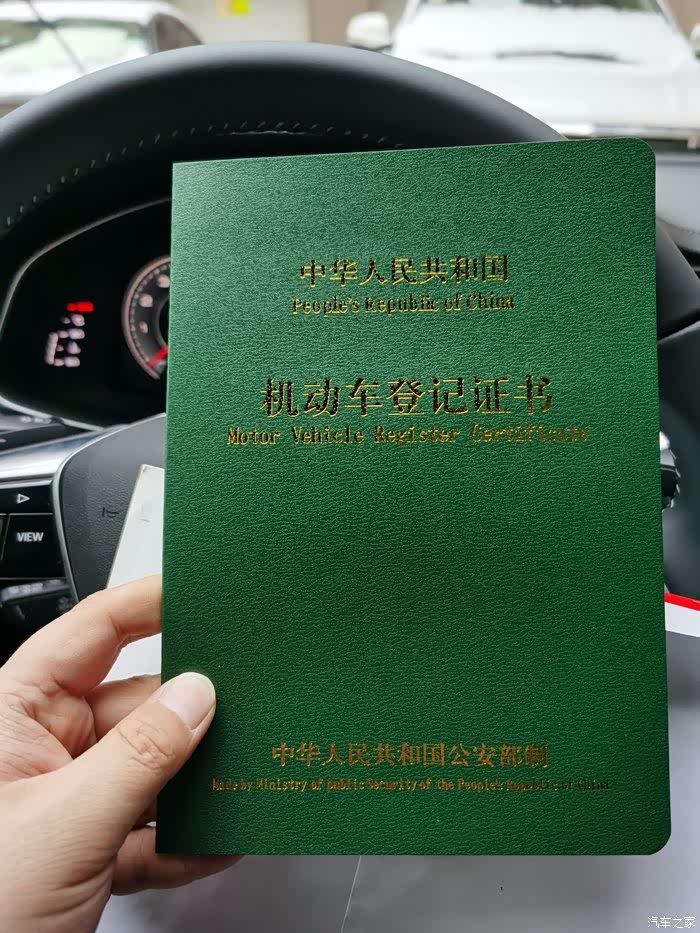 中华人民共和国
People's Republic of China
机动车登记证书
Motor Vehicle Register Certificate
VIEW
中华人民共和国公安部制
Made by Ministry of public Security of the People's Republic of China
汽车之家